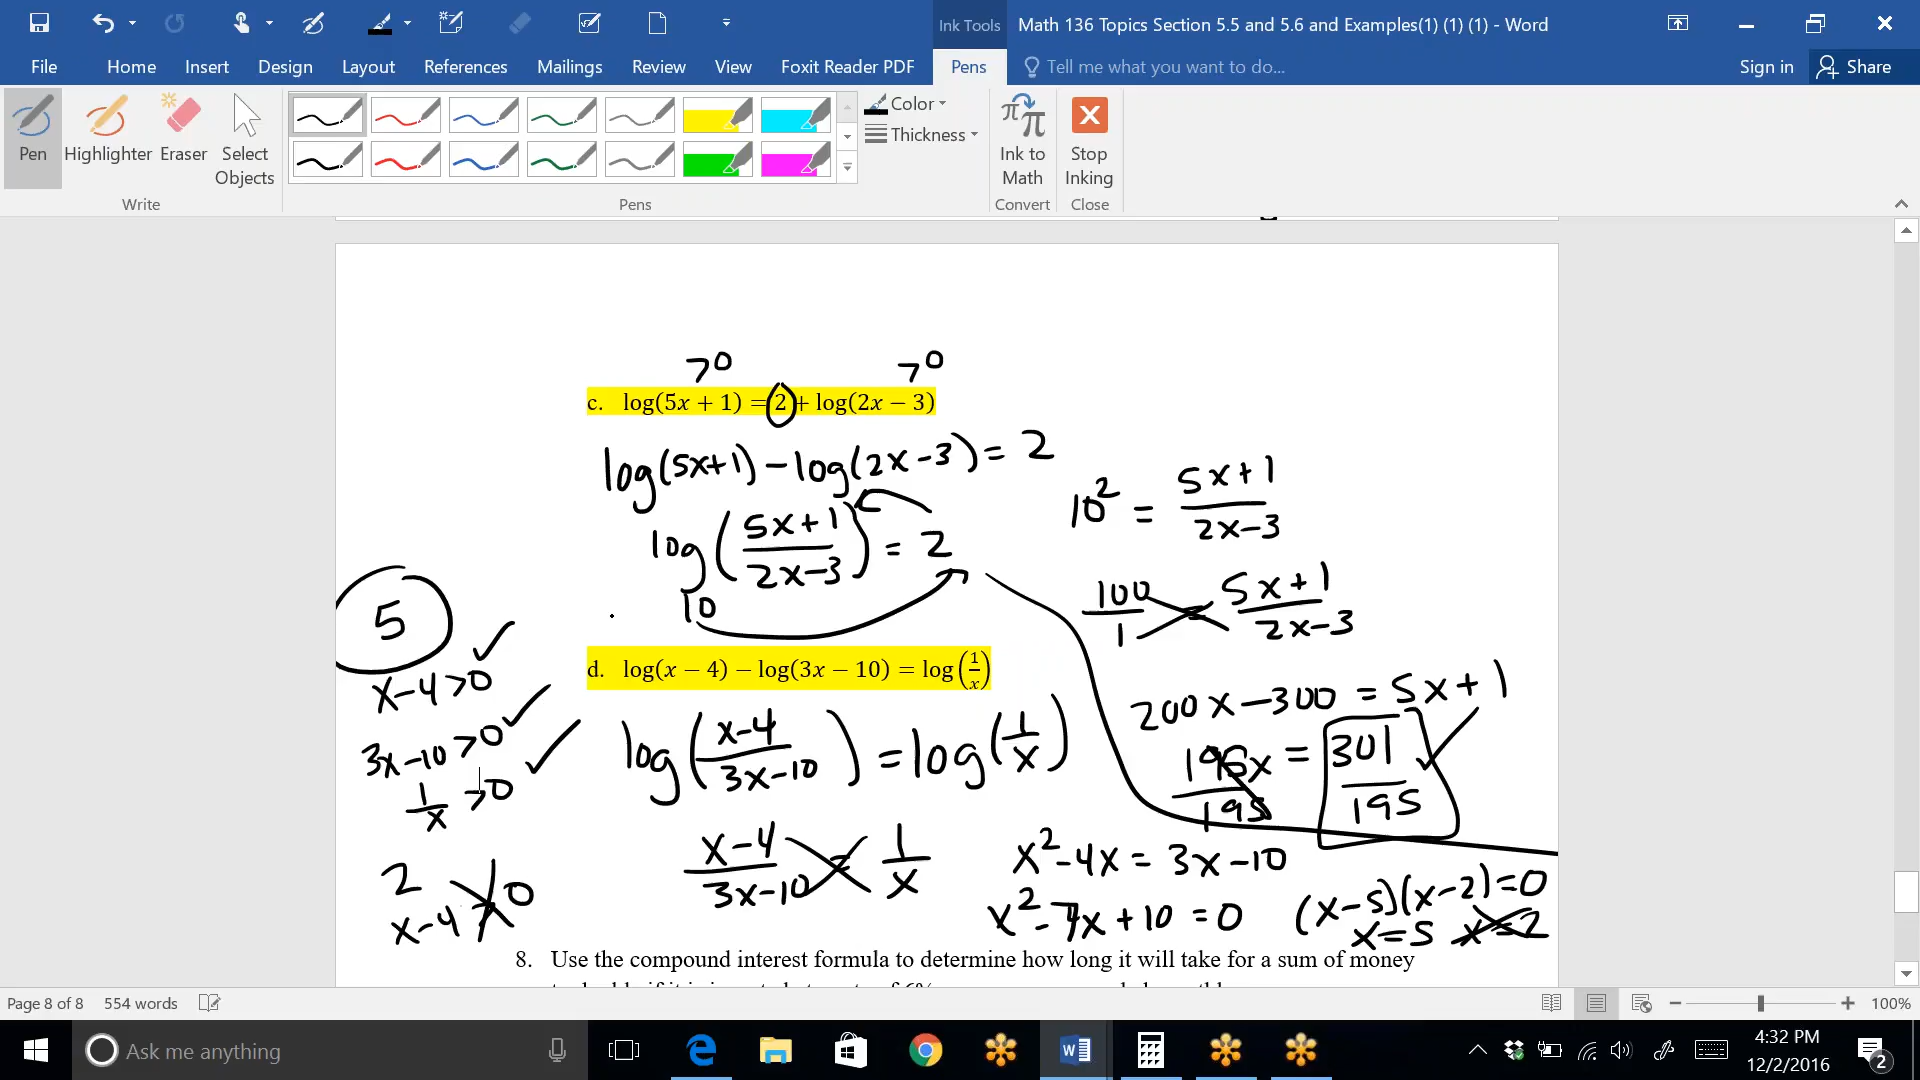 Ink Tools
Math 136 Topics Section 5.5 and 5.6 and Examples(1) (1) (1) - Word
File Home Insert Design Layout References Mailings Review View Foxit Reader PDF Pens Tell me what you want to do... Sign in Share
Pen Highlighter Eraser Select Objects
Color
Thickness
Ink to Math
Stop Inking
Write Pens Convert Close
>0 >0
c. log(5x + 1) = 2 + log(2x − 3)
log(5x+1) − log(2x−3) = 2
log₁₀((5x+1)/(2x−3)) = 2
10² = (5x+1)/(2x−3)
100/1 = (5x+1)/(2x−3)
200x − 300 = 5x + 1
195x/195 = 301/195
d. log(x − 4) − log(3x − 10) = log(1/x)
5
x−4>0
3x−10>0
1/x >0
2
x−4>0
log((x−4)/(3x−10)) = log(1/x)
(x−4)/(3x−10) = 1/x
x²−4x = 3x−10
x²−7x+10 = 0
(x−5)(x−2)=0
x=5 x=2
8. Use the compound interest formula to determine how long it will take for a sum of money
Page 8 of 8 554 words 100%
Ask me anything
4:32 PM
12/2/2016
2